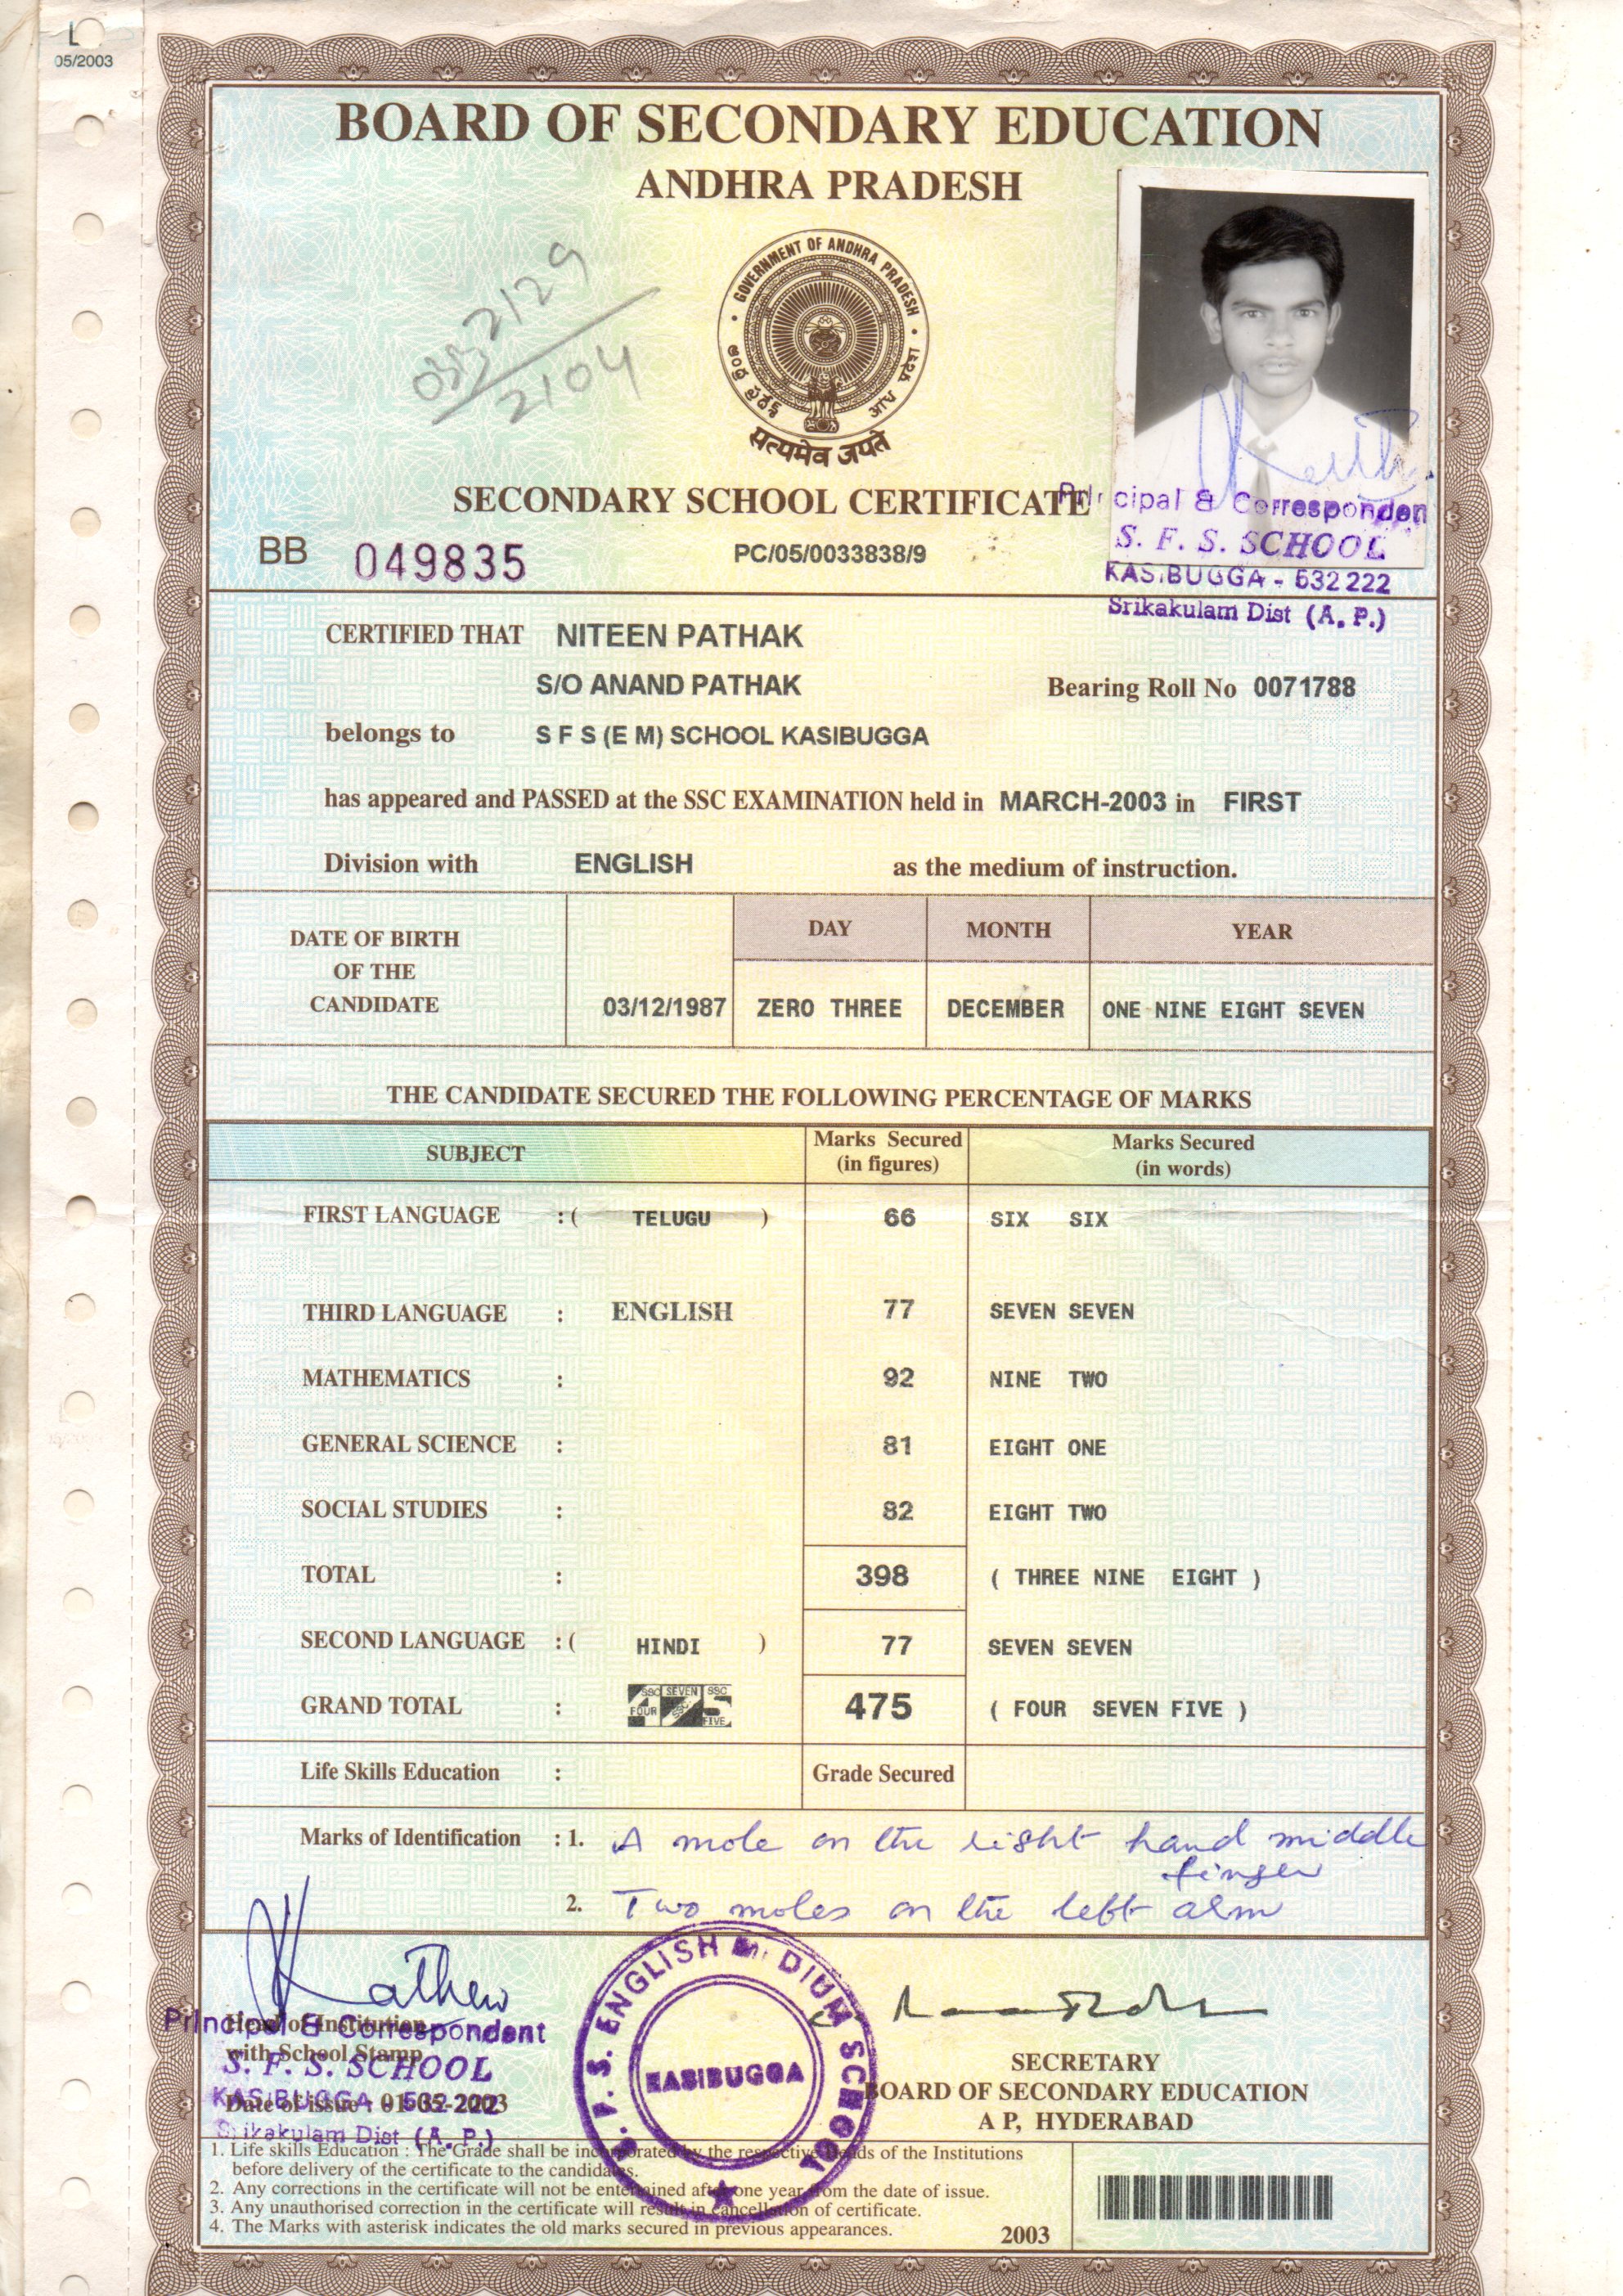 L
05/2003
BOARD OF SECONDARY EDUCATION
ANDHRA PRADESH
GOVERNMENT OF ANDHRA PRADESH
ఆంధ్ర ప్రదేశ్
आंध्र प्रदेश
सत्यमेव जयते
2129
2104
SECONDARY SCHOOL CERTIFICATE
Principal & Corresponden
S. F. S. SCHOOL
KASIBUGGA - 532 222
Srikakulam Dist (A. P.)
BB 049835 PC/05/0033838/9
CERTIFIED THAT NITEEN PATHAK
S/O ANAND PATHAK Bearing Roll No 0071788
belongs to S F S (E M) SCHOOL KASIBUGGA
has appeared and PASSED at the SSC EXAMINATION held in MARCH-2003 in FIRST
Division with ENGLISH as the medium of instruction.
DATE OF BIRTH OF THE CANDIDATE
DAY MONTH YEAR
03/12/1987 ZERO THREE DECEMBER ONE NINE EIGHT SEVEN
THE CANDIDATE SECURED THE FOLLOWING PERCENTAGE OF MARKS
SUBJECT Marks Secured (in figures) Marks Secured (in words)
FIRST LANGUAGE : ( TELUGU ) 66 SIX SIX
THIRD LANGUAGE : ENGLISH 77 SEVEN SEVEN
MATHEMATICS : 92 NINE TWO
GENERAL SCIENCE : 81 EIGHT ONE
SOCIAL STUDIES : 82 EIGHT TWO
TOTAL : 398 ( THREE NINE EIGHT )
SECOND LANGUAGE : ( HINDI ) 77 SEVEN SEVEN
GRAND TOTAL : SSC SEVEN SSC FOUR FIVE 475 ( FOUR SEVEN FIVE )
Life Skills Education : Grade Secured
Marks of Identification : 1. A mole on the right hand middle
finger
2. Two moles on the left arm
Head of Institution
with School Stamp
Date of issue :
Principal & Correspondent
S. F. S. SCHOOL
KASIBUGGA - 532 222
Srikakulam Dist (A. P.)
S. F. S. ENGLISH MEDIUM SCHOOL
KASIBUGGA
SECRETARY
BOARD OF SECONDARY EDUCATION
A P, HYDERABAD
1. Life skills Education : The Grade shall be incorporated by the respective Heads of the Institutions
before delivery of the certificate to the candidates.
2. Any corrections in the certificate will not be entertained after one year from the date of issue.
3. Any unauthorised correction in the certificate will result in cancellation of certificate.
4. The Marks with asterisk indicates the old marks secured in previous appearances.
2003